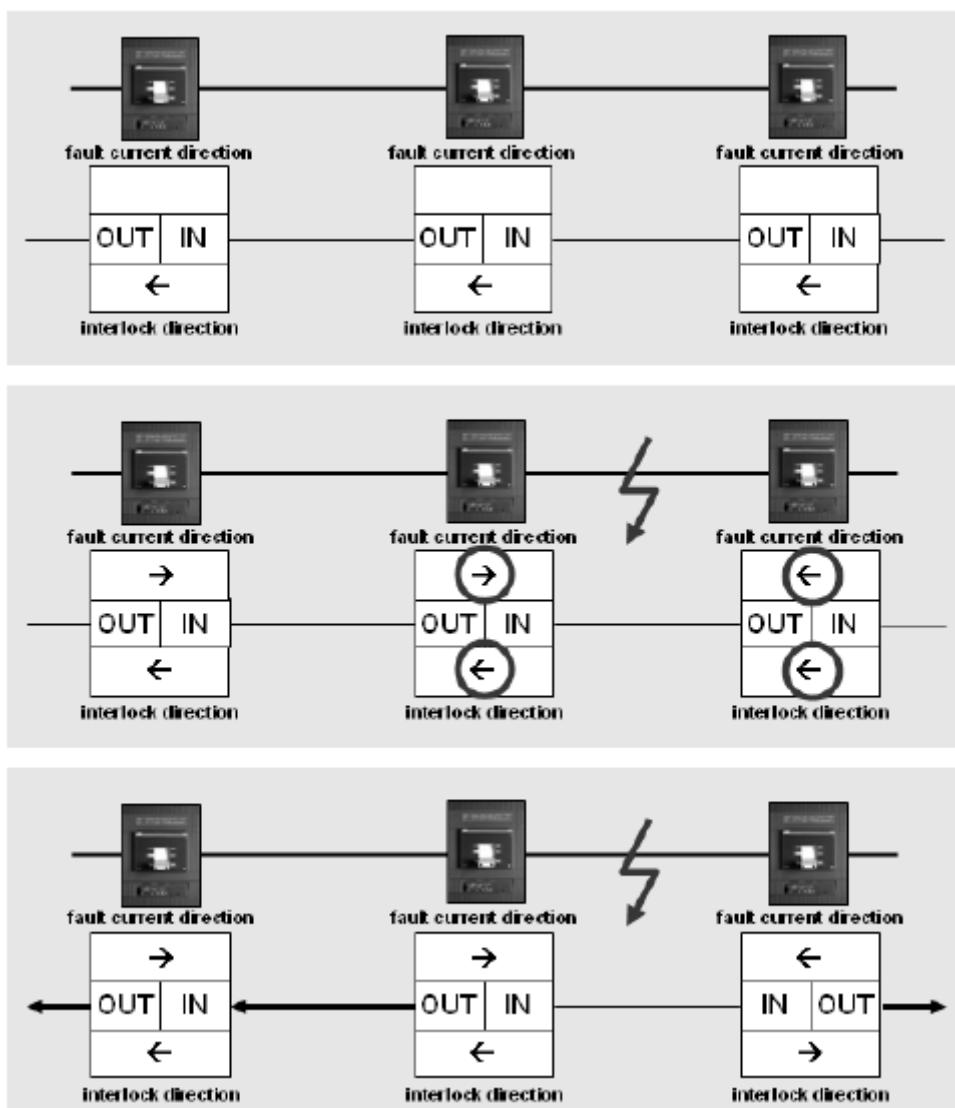 fault current direction fault current direction fault current direction
OUT IN OUT IN OUT IN
← ← ←
interlock direction interlock direction interlock direction
fault current direction fault current direction fault current direction
→ → ←
OUT IN OUT IN OUT IN
← ← ←
interlock direction interlock direction interlock direction
fault current direction fault current direction fault current direction
→ → ←
OUT IN OUT IN IN OUT
← ← →
interlock direction interlock direction interlock direction